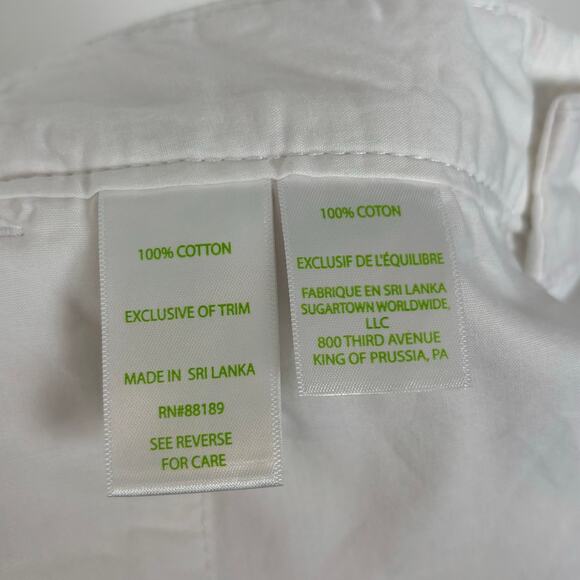 100% COTTON
EXCLUSIVE OF TRIM
MADE IN SRI LANKA
RN#88189
SEE REVERSE
FOR CARE
100% COTON
EXCLUSIF DE L'ÉQUILIBRE
FABRIQUE EN SRI LANKA
SUGARTOWN WORLDWIDE,
LLC
800 THIRD AVENUE
KING OF PRUSSIA, PA